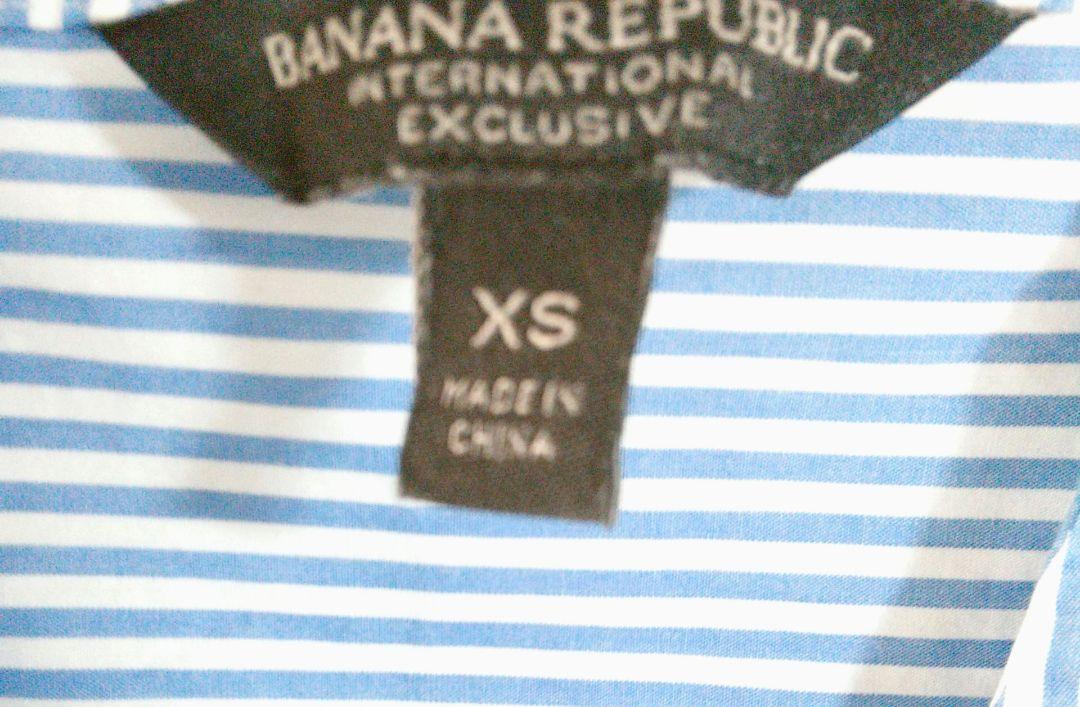 BANANA REPUBLIC
INTERNATIONAL
EXCLUSIVE
XS
MADE IN
CHINA